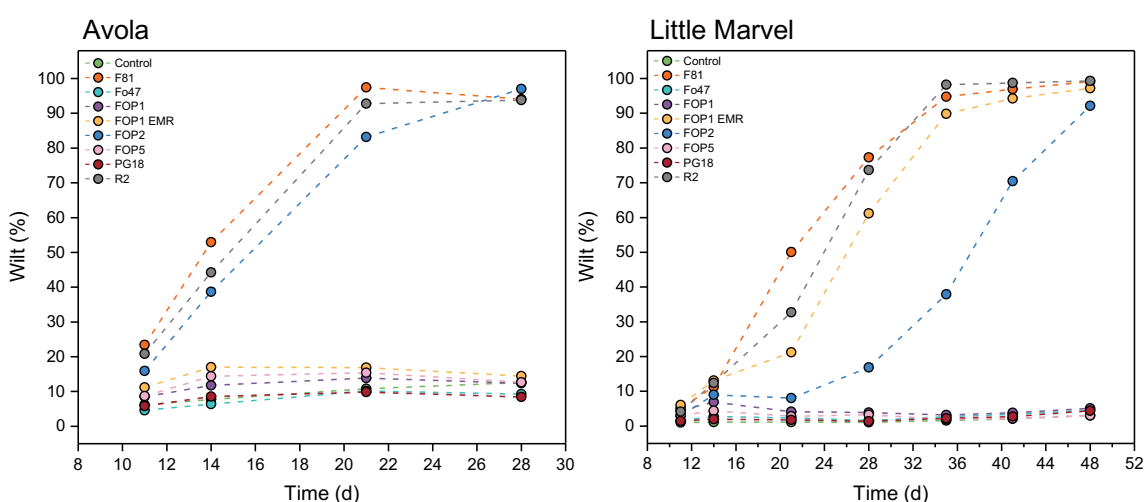 Avola
Control
F81
Fo47
FOP1
FOP1 EMR
FOP2
FOP5
PG18
R2
Wilt (%)
100
90
80
70
60
50
40
30
20
10
0
8 10 12 14 16 18 20 22 24 26 28 30
Time (d)
Little Marvel
Control
F81
Fo47
FOP1
FOP1 EMR
FOP2
FOP5
PG18
R2
Wilt (%)
100
90
80
70
60
50
40
30
20
10
0
8 12 16 20 24 28 32 36 40 44 48 52
Time (d)